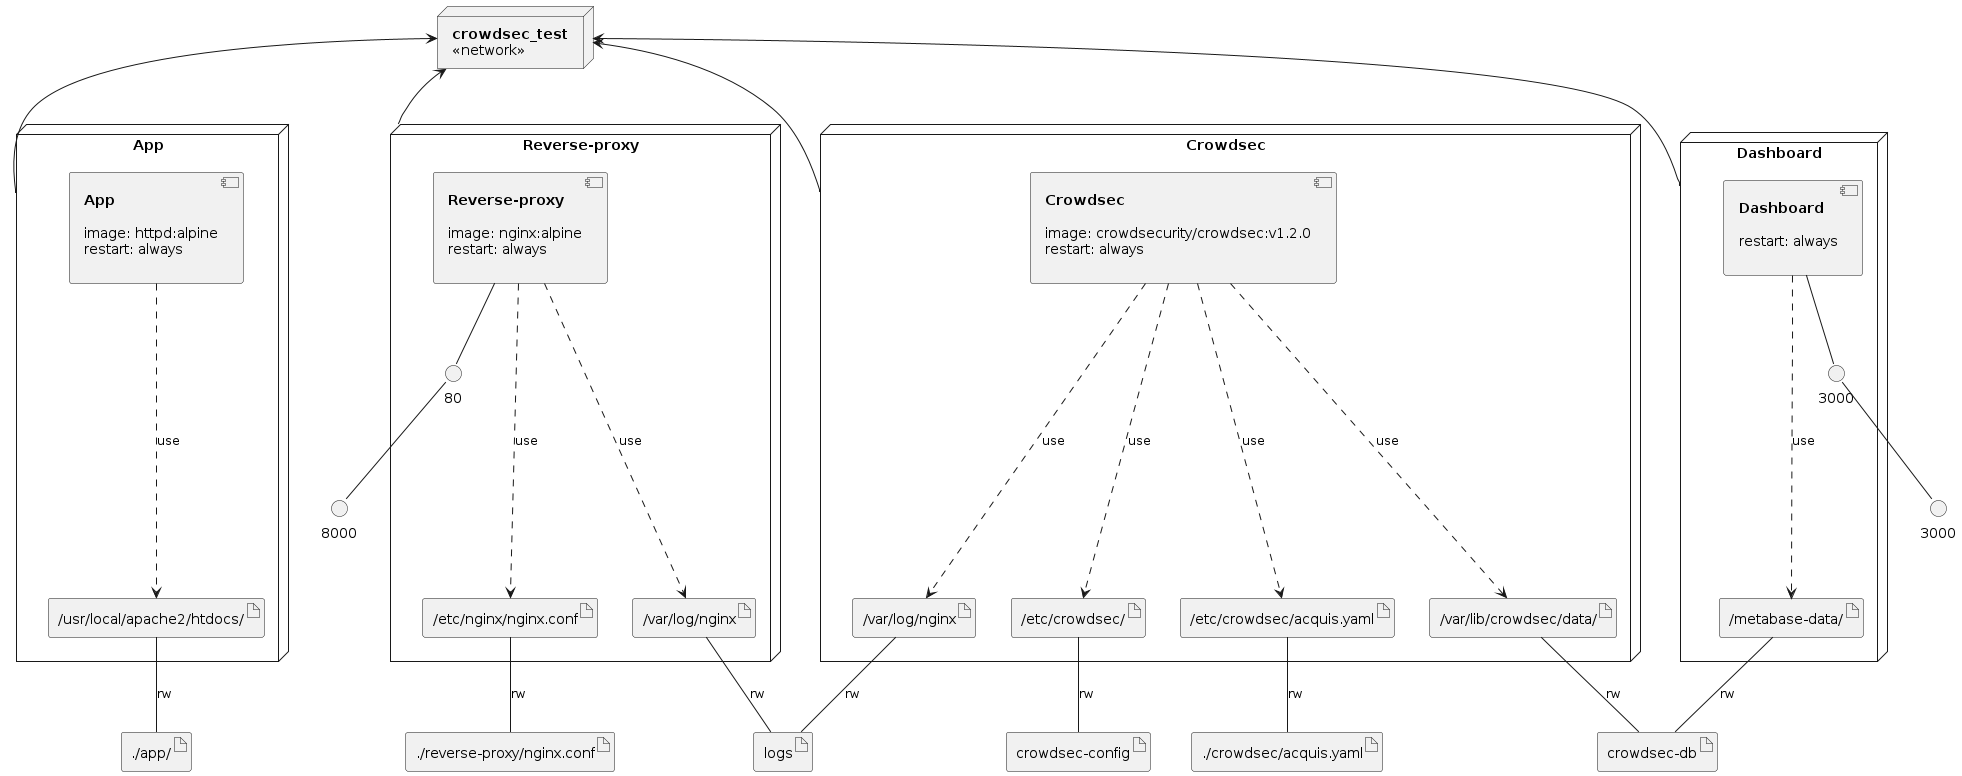 crowdsec_test
«network»
App
Reverse-proxy
Crowdsec
Dashboard
App
image: httpd:alpine
restart: always
Reverse-proxy
image: nginx:alpine
restart: always
Crowdsec
image: crowdsecurity/crowdsec:v1.2.0
restart: always
Dashboard
restart: always
80
3000
use
use
use
use
use
use
use
use
8000
3000
/usr/local/apache2/htdocs/
/etc/nginx/nginx.conf
/var/log/nginx
/var/log/nginx
/etc/crowdsec/
/etc/crowdsec/acquis.yaml
/var/lib/crowdsec/data/
/metabase-data/
rw
rw
rw
rw
rw
rw
rw
rw
./app/
./reverse-proxy/nginx.conf
logs
crowdsec-config
./crowdsec/acquis.yaml
crowdsec-db